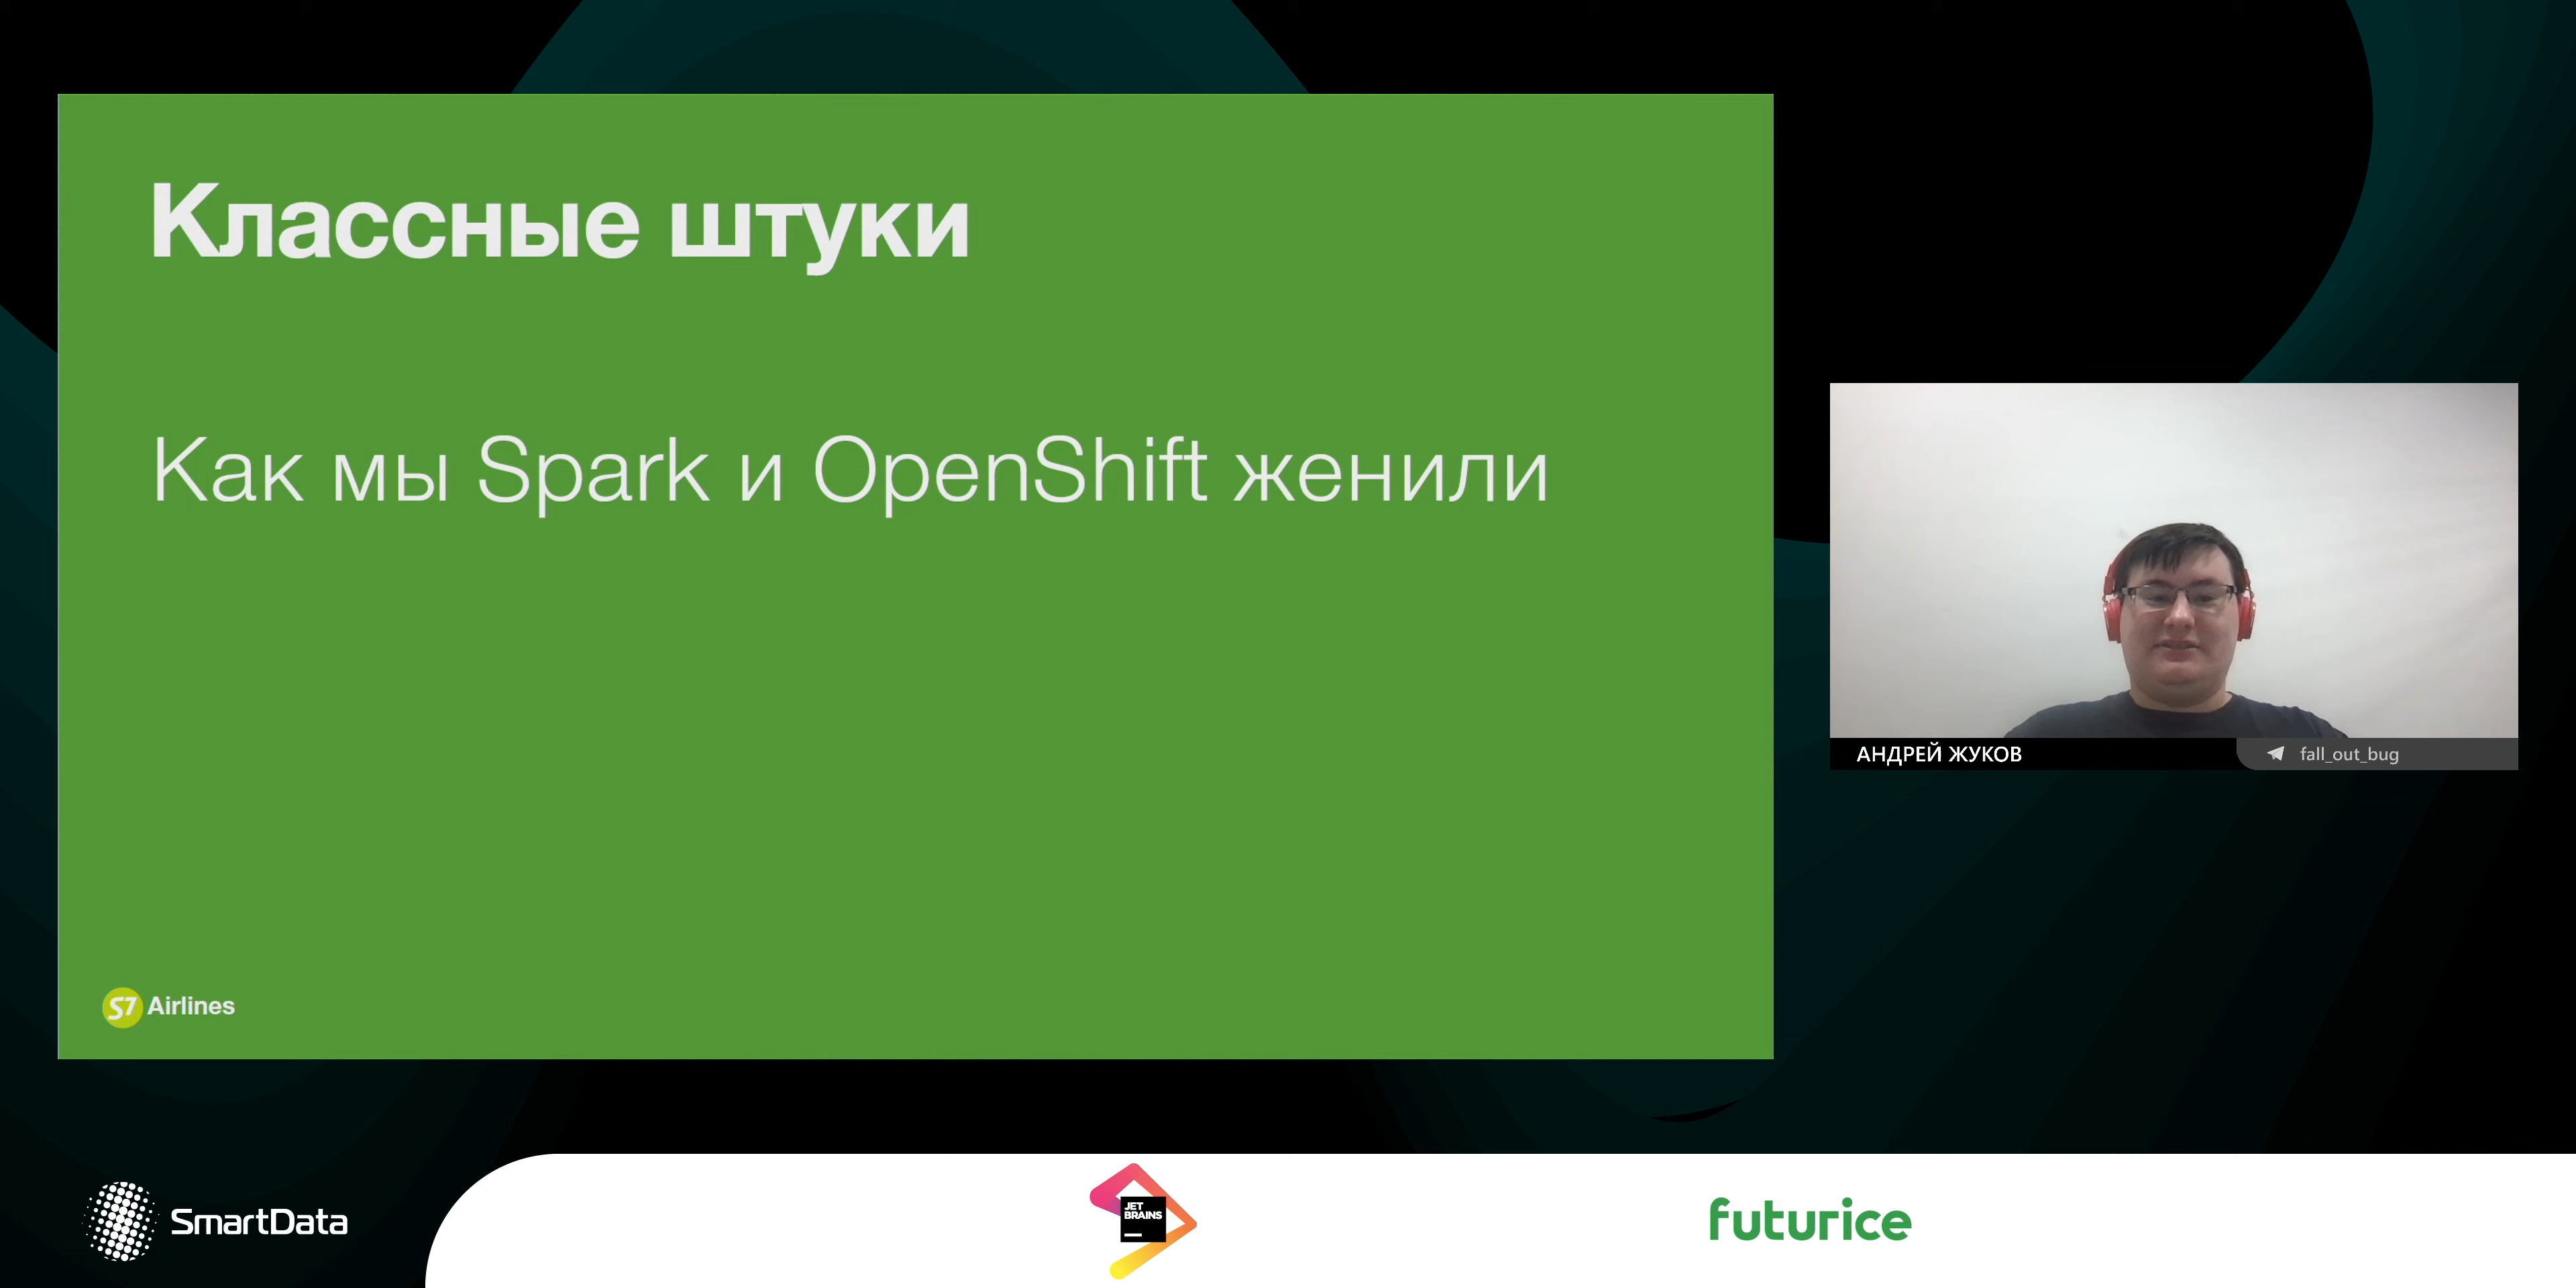 Классные штуки
Как мы Spark и OpenShift женили
S7 Airlines
АНДРЕЙ ЖУКОВ
fall_out_bug
SmartData
JET
BRAINS
futurice